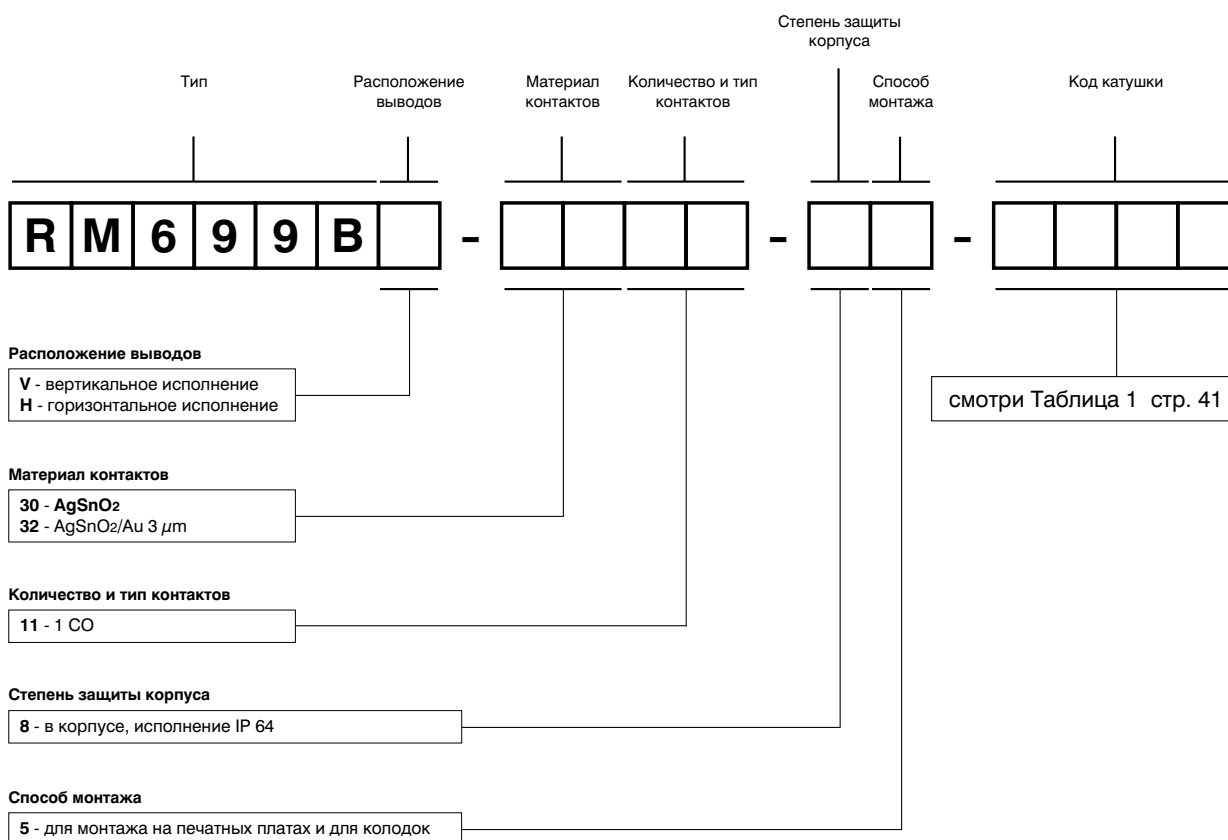 Степень защиты
корпуса
Тип
Расположение
выводов
Материал
контактов
Количество и тип
контактов
Способ
монтажа
Код катушки
R M 6 9 9 B - - -
Расположение выводов
V - вертикальное исполнение
H - горизонтальное исполнение
смотри Таблица 1 стр. 41
Материал контактов
30 - AgSnO2
32 - AgSnO2/Au 3 µm
Количество и тип контактов
11 - 1 CO
Степень защиты корпуса
8 - в корпусе, исполнение IP 64
Способ монтажа
5 - для монтажа на печатных платах и для колодок